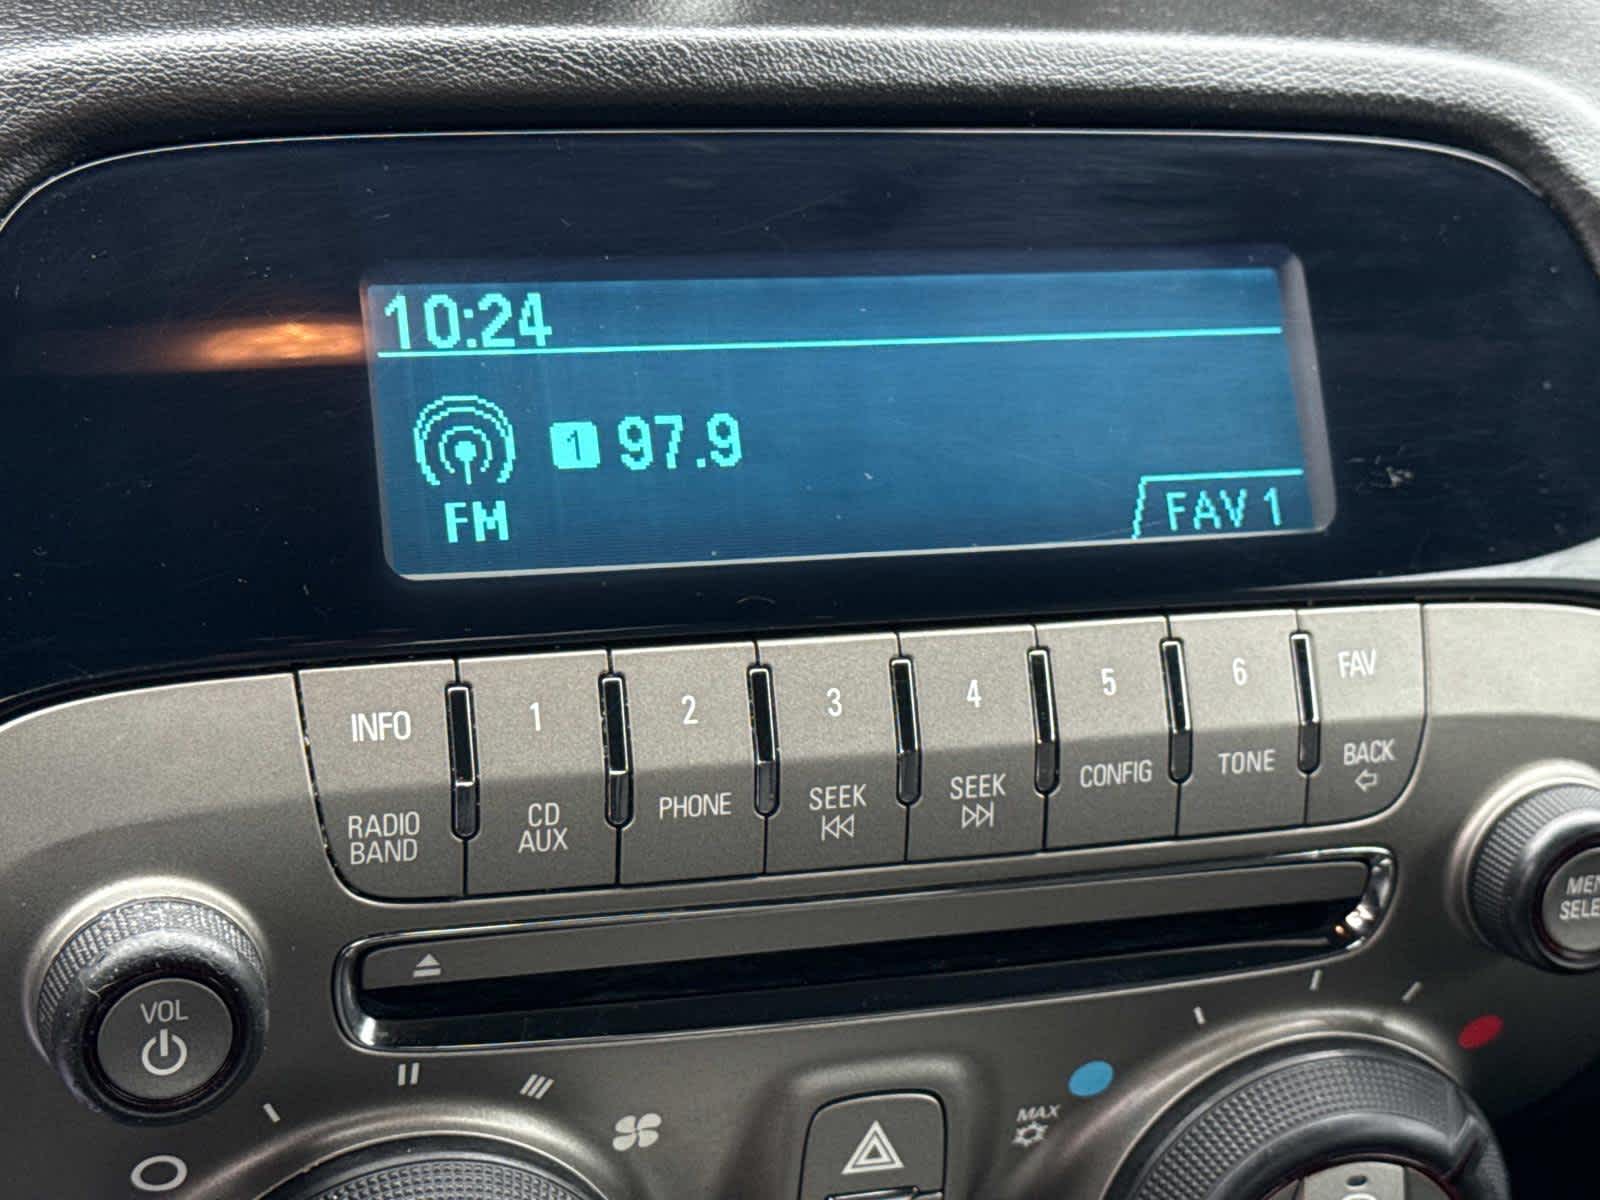 10:24
1 97.9
FM
FAV 1
INFO 1 2 3 4 5 6 FAV
RADIO BAND
CD AUX
PHONE
SEEK
SEEK
CONFIG
TONE
BACK
VOL
MAX